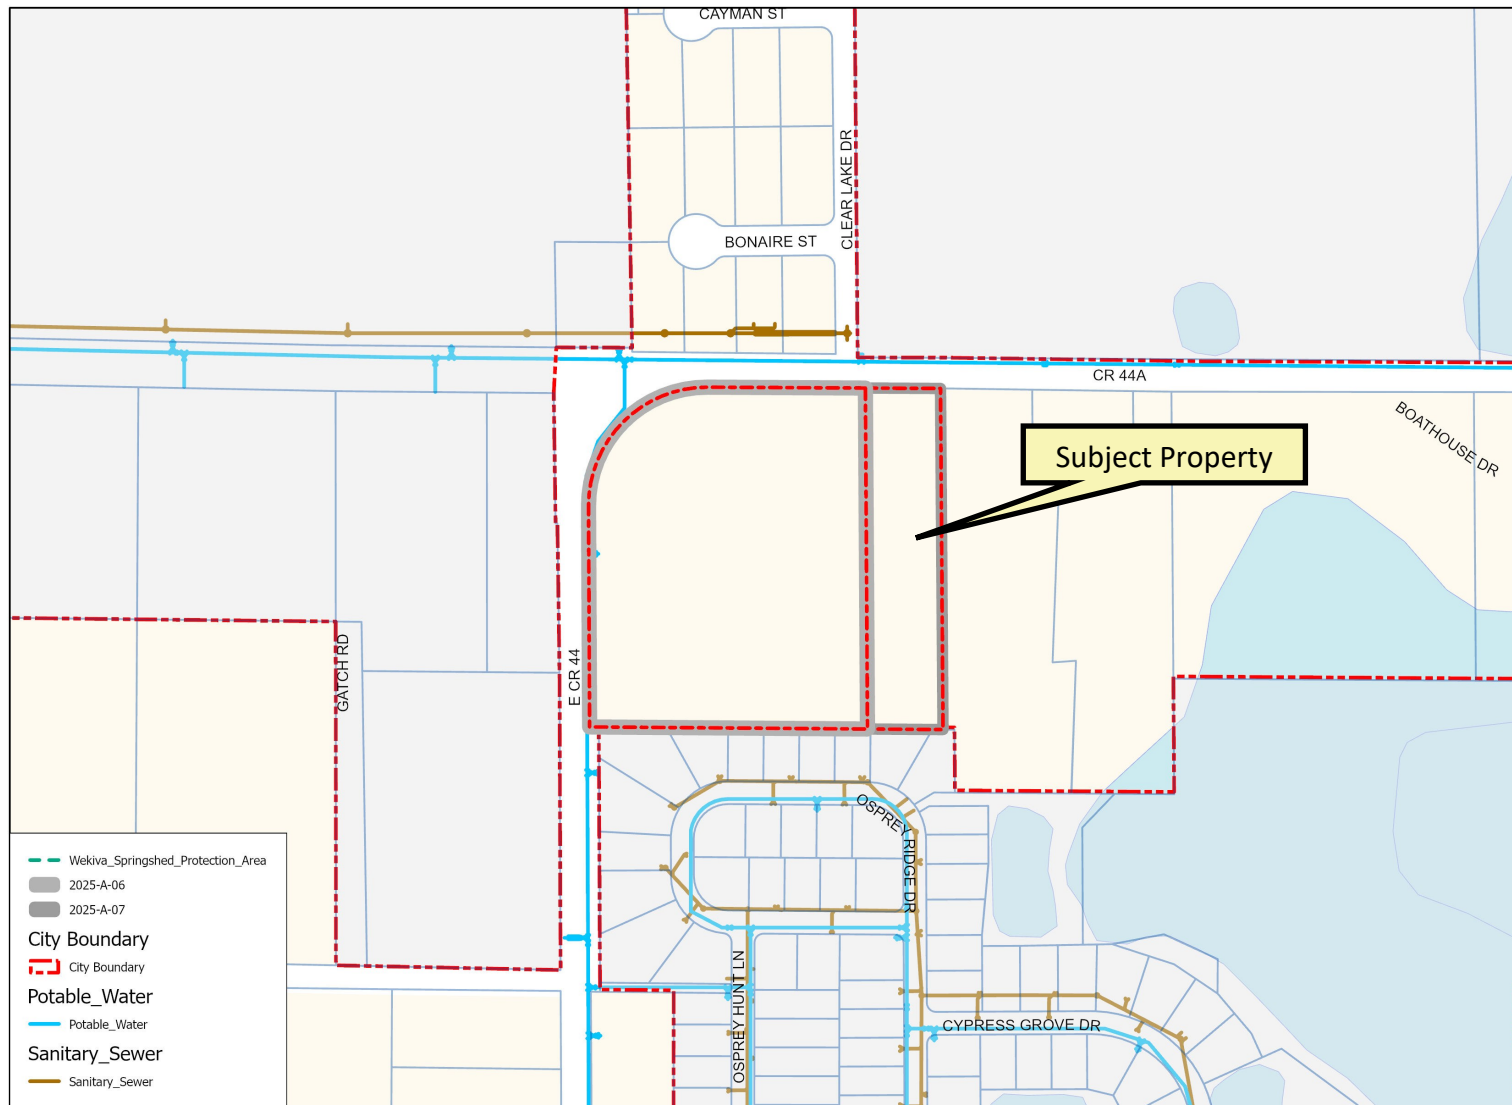 CAYMAN ST
CLEAR LAKE DR
BONAIRE ST
CR 44A
BOATHOUSE DR
Subject Property
GATCH RD
E CR 44
OSPREY RIDGE DR
OSPREY HUNT LN
CYPRESS GROVE DR
Wekiva_Springshed_Protection_Area
2025-A-06
2025-A-07
City Boundary
City Boundary
Potable_Water
Potable_Water
Sanitary_Sewer
Sanitary_Sewer